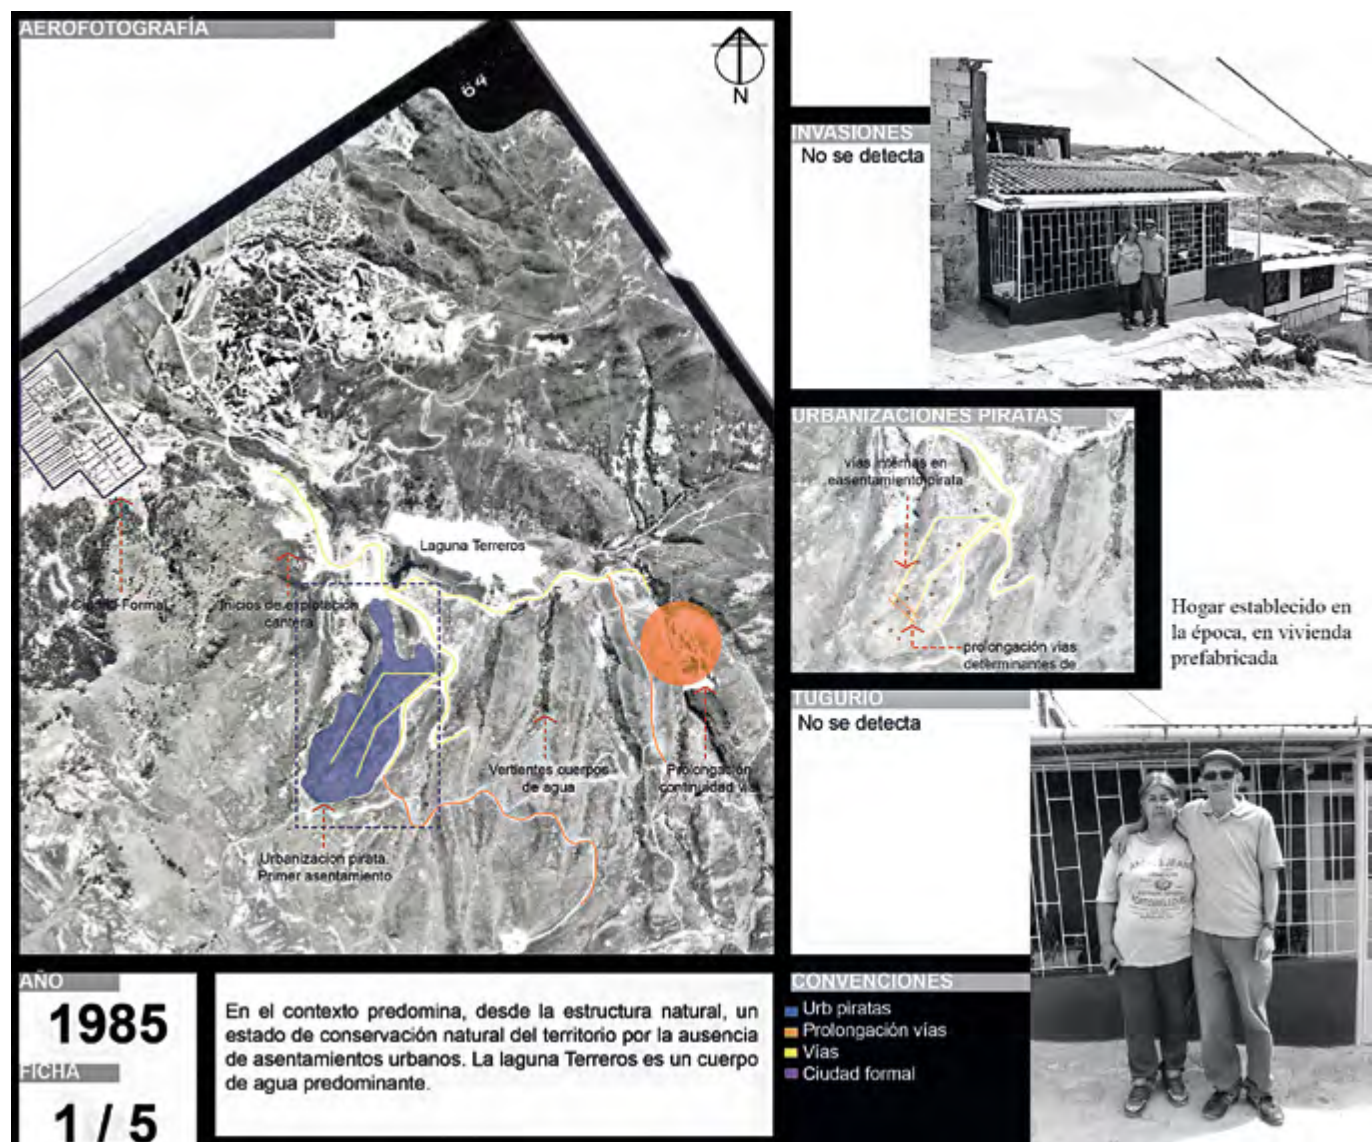 AEROFOTOGRAFÍA
64
N
Laguna Terreros
Ciudad Formal
Inicios de explotación
cantera
Vertientes cuerpos
de agua
Prolongación
continuidad vial
Urbanización pirata.
Primer asentamiento
INVASIONES
No se detecta
URBANIZACIONES PIRATAS
vías internas en
easentamiento pirata
prolongación vías
determinantes de
Hogar establecido en
la época, en vivienda
prefabricada
TUGURIO
No se detecta
AÑO
1985
FICHA
1 / 5
En el contexto predomina, desde la estructura natural, un
estado de conservación natural del territorio por la ausencia
de asentamientos urbanos. La laguna Terreros es un cuerpo
de agua predominante.
CONVENCIONES
Urb piratas
Prolongación vías
Vías
Ciudad formal